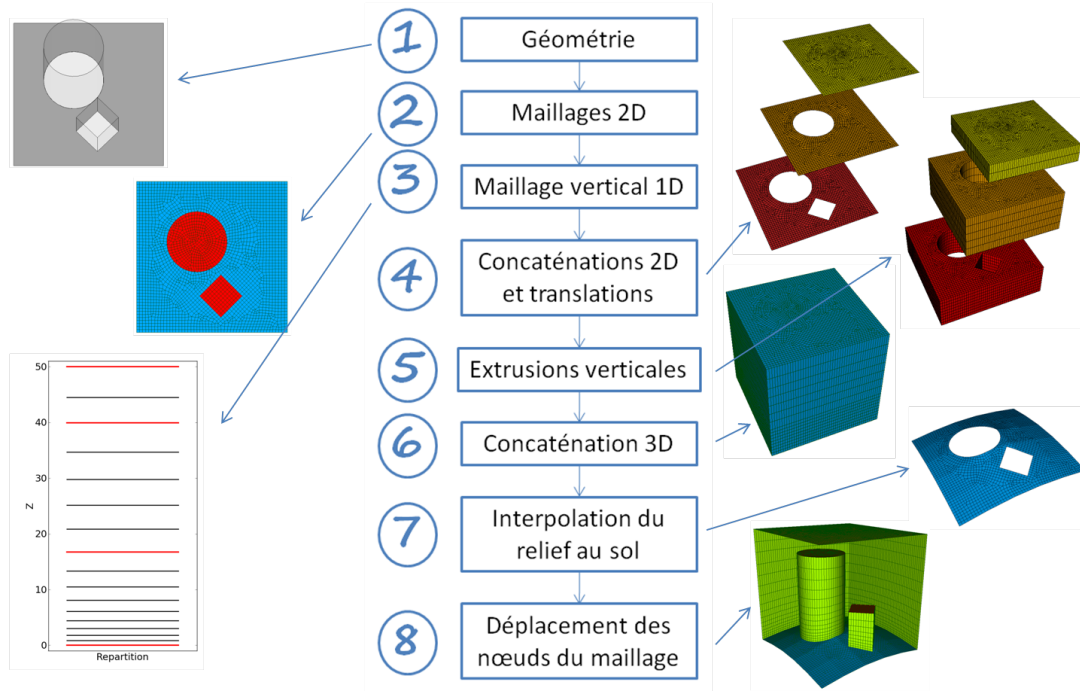 1
Géométrie
2
Maillages 2D
3
Maillage vertical 1D
4
Concaténations 2D
et translations
5
Extrusions verticales
6
Concaténation 3D
7
Interpolation du
relief au sol
8
Déplacement des
nœuds du maillage
50
40
30
20
10
0
Z
Repartition